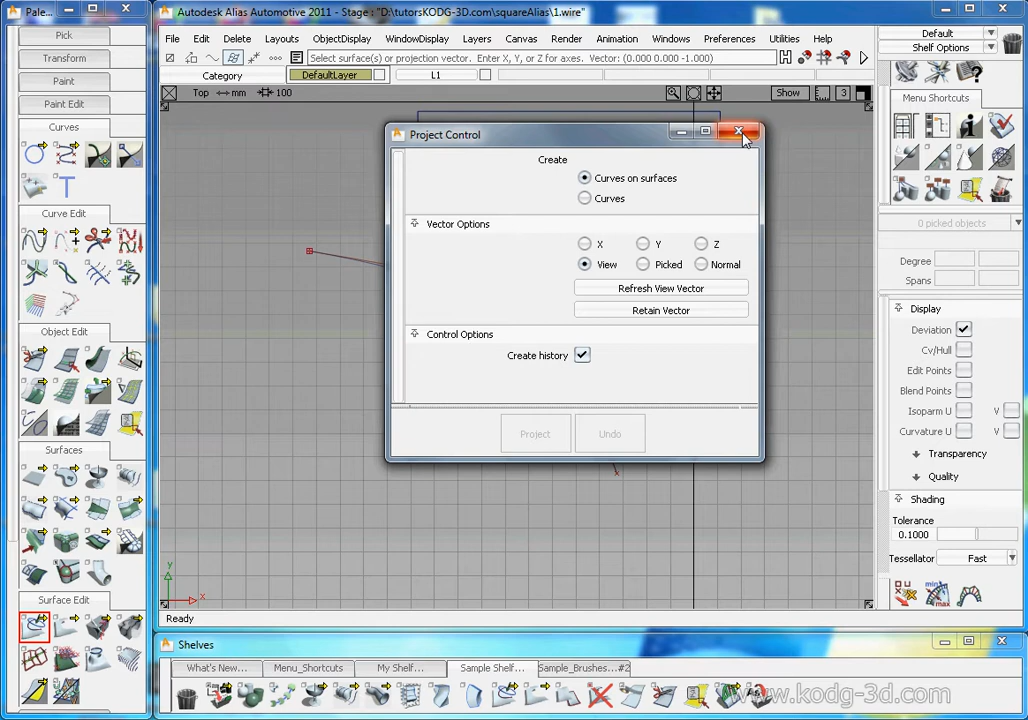 Pale...
Autodesk Alias Automotive 2011 - Stage : "D:\tutorsKODG-3D.com\squareAlias\1.wire"
Pick
Transform
Paint
Paint Edit
Curves
Curve Edit
Object Edit
Surfaces
Surface Edit
File Edit Delete Layouts ObjectDisplay WindowDisplay Layers Canvas Render Animation Windows Preferences Utilities Help
Select surface(s) or projection vector. Enter X, Y, or Z for axes. Vector: (0.000 0.000 -1.000)
Category DefaultLayer L1
Top mm 100 Show 3
Project Control
Create
Curves on surfaces
Curves
Vector Options
X Y Z
View Picked Normal
Refresh View Vector
Retain Vector
Control Options
Create history
Project Undo
y
x
Ready
Default
Shelf Options
Menu Shortcuts
0 picked objects
Degree
Spans
Display
Deviation
Cv/Hull
Edit Points
Blend Points
Isoparm U V
Curvature U V
Transparency
Quality
Shading
Tolerance
0.1000
Tessellator Fast
min
max
Shelves
What's New... Menu_Shortcuts My Shelf... Sample Shelf... Sample_Brushes...#2
www.kodg-3d.com